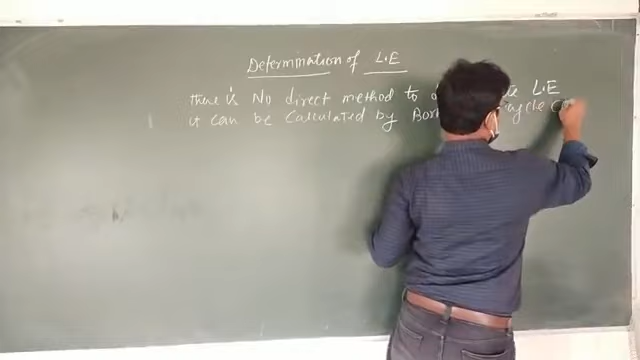 Determination of L.E
there is No direct method to L.E
it can be Calculated by Bor cycle